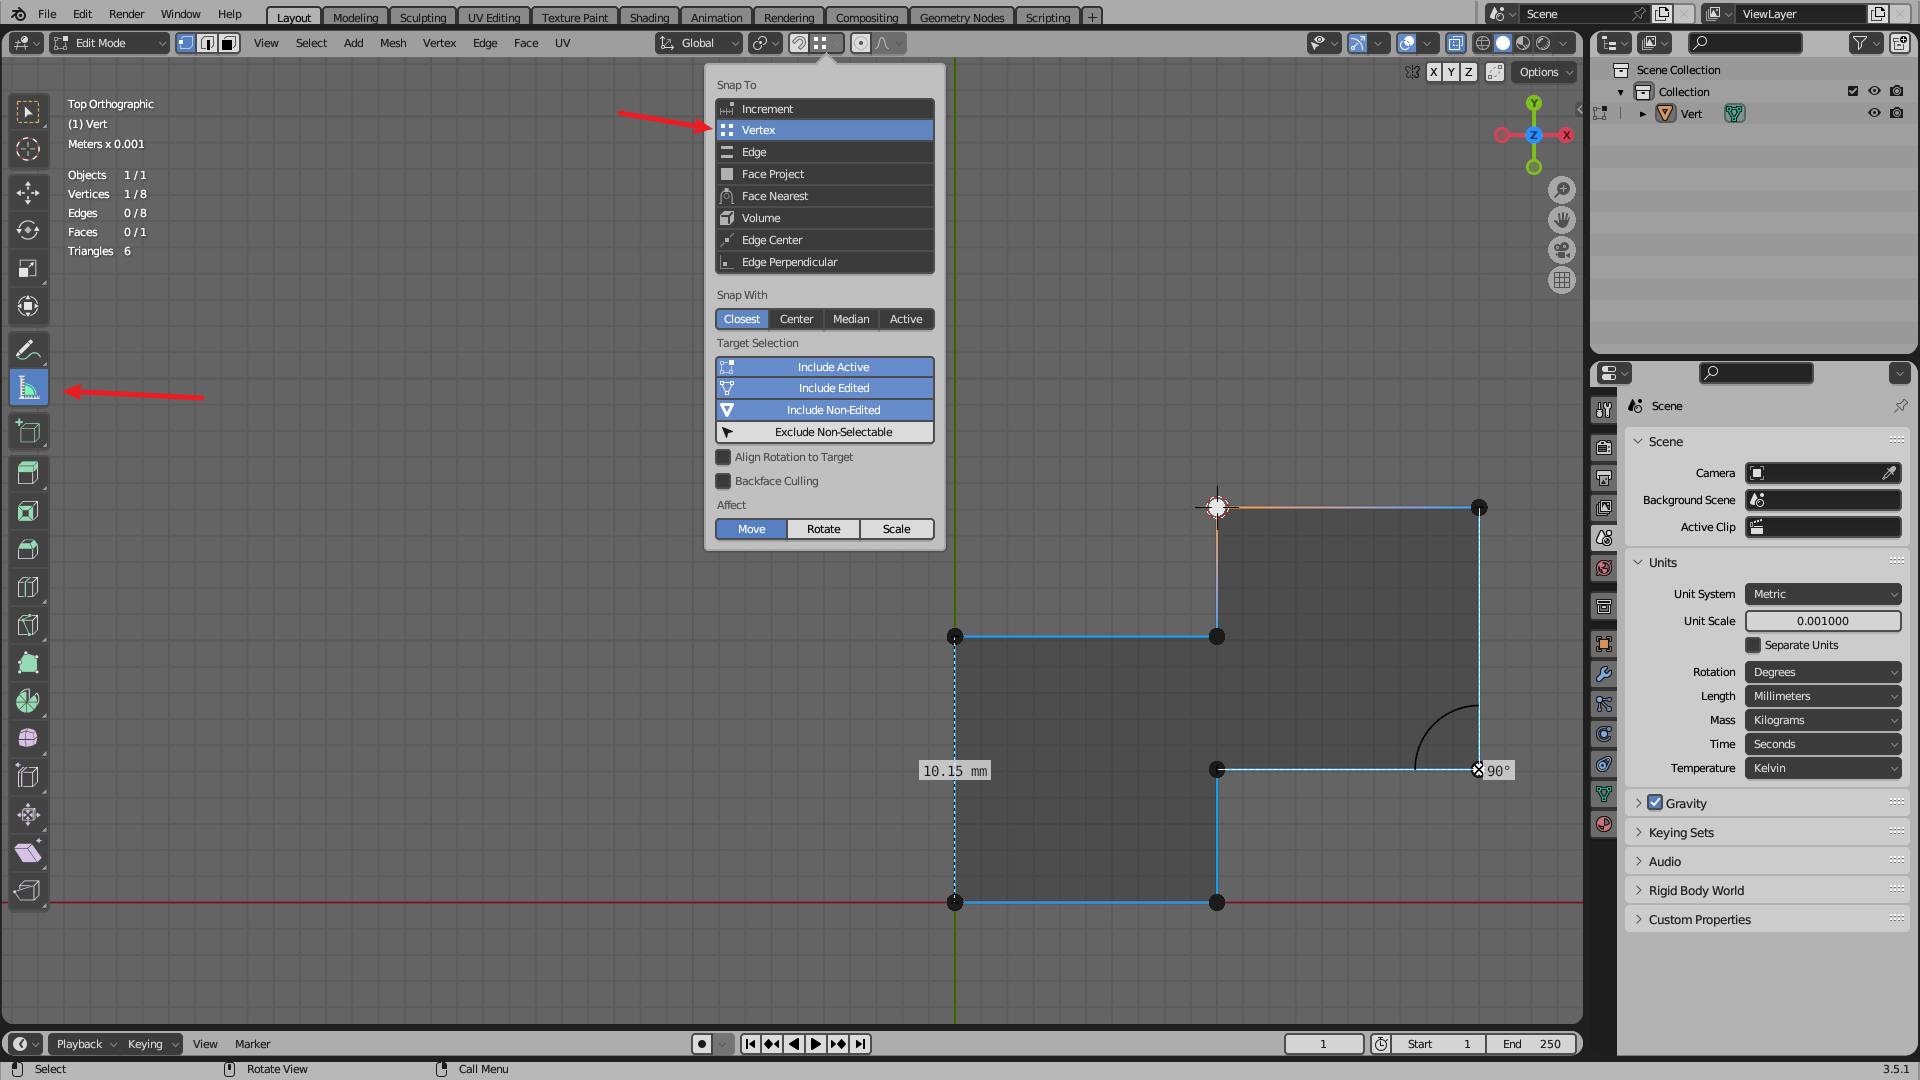 File Edit Render Window Help Layout Modeling Sculpting UV Editing Texture Paint Shading Animation Rendering Compositing Geometry Nodes Scripting Scene ViewLayer
Edit Mode View Select Add Mesh Vertex Edge Face UV Global
X Y Z Options
Top Orthographic
(1) Vert
Meters x 0.001
Objects 1 / 1
Vertices 1 / 8
Edges 0 / 8
Faces 0 / 1
Triangles 6
Snap To
Increment
Vertex
Edge
Face Project
Face Nearest
Volume
Edge Center
Edge Perpendicular
Snap With
Closest Center Median Active
Target Selection
Include Active
Include Edited
Include Non-Edited
Exclude Non-Selectable
Align Rotation to Target
Backface Culling
Affect
Move Rotate Scale
Y
Z X
10.15 mm
90°
Scene Collection
Collection
Vert
Scene
Scene
Camera
Background Scene
Active Clip
Units
Unit System Metric
Unit Scale 0.001000
Separate Units
Rotation Degrees
Length Millimeters
Mass Kilograms
Time Seconds
Temperature Kelvin
Gravity
Keying Sets
Audio
Rigid Body World
Custom Properties
Playback Keying View Marker 1 Start 1 End 250
Select Rotate View Call Menu 3.5.1